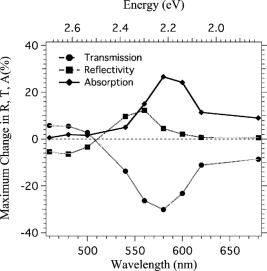 Energy (eV)
2.6 2.4 2.2 2.0
Maximum Change in R, T, A(%)
40
20
0
-20
-40
Transmission
Reflectivity
Absorption
500 550 600 650
Wavelength (nm)